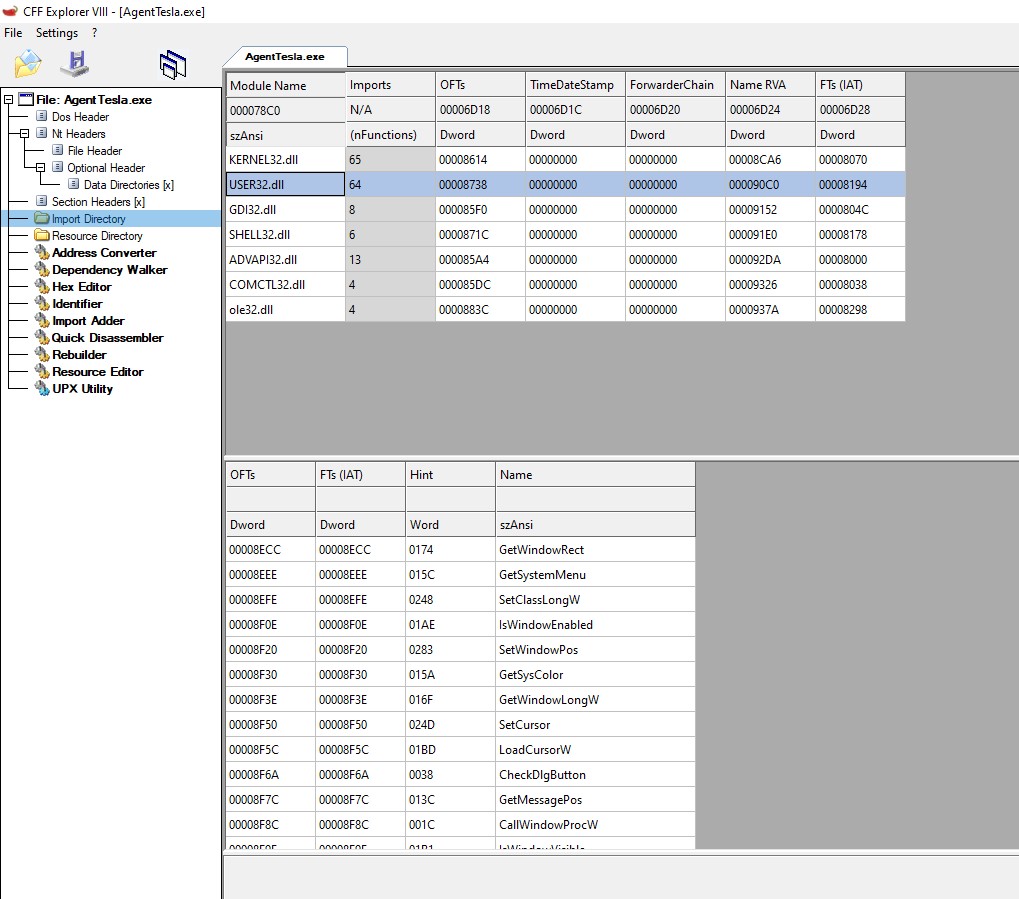 CFF Explorer VIII - [AgentTesla.exe]
File Settings ?
AgentTesla.exe
File: AgentTesla.exe
Dos Header
Nt Headers
File Header
Optional Header
Data Directories [x]
Section Headers [x]
Import Directory
Resource Directory
Address Converter
Dependency Walker
Hex Editor
Identifier
Import Adder
Quick Disassembler
Rebuilder
Resource Editor
UPX Utility
Module Name Imports OFTs TimeDateStamp ForwarderChain Name RVA FTs (IAT)
000078C0 N/A 00006D18 00006D1C 00006D20 00006D24 00006D28
szAnsi (nFunctions) Dword Dword Dword Dword Dword
KERNEL32.dll 65 00008614 00000000 00000000 00008CA6 00008070
USER32.dll 64 00008738 00000000 00000000 000090C0 00008194
GDI32.dll 8 000085F0 00000000 00000000 00009152 0000804C
SHELL32.dll 6 0000871C 00000000 00000000 000091E0 00008178
ADVAPI32.dll 13 000085A4 00000000 00000000 000092DA 00008000
COMCTL32.dll 4 000085DC 00000000 00000000 00009326 00008038
ole32.dll 4 0000883C 00000000 00000000 0000937A 00008298
OFTs FTs (IAT) Hint Name
Dword Dword Word szAnsi
00008ECC 00008ECC 0174 GetWindowRect
00008EEE 00008EEE 015C GetSystemMenu
00008EFE 00008EFE 0248 SetClassLongW
00008F0E 00008F0E 01AE IsWindowEnabled
00008F20 00008F20 0283 SetWindowPos
00008F30 00008F30 015A GetSysColor
00008F3E 00008F3E 016F GetWindowLongW
00008F50 00008F50 024D SetCursor
00008F5C 00008F5C 01BD LoadCursorW
00008F6A 00008F6A 0038 CheckDlgButton
00008F7C 00008F7C 013C GetMessagePos
00008F8C 00008F8C 001C CallWindowProcW